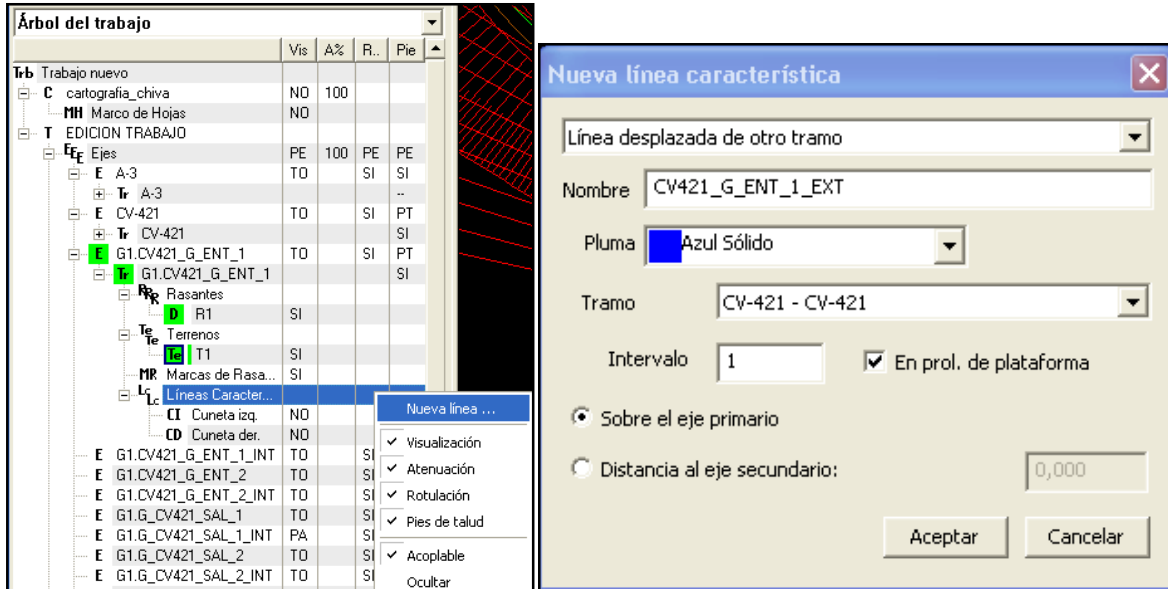 Árbol del trabajo
Vis A% R.. Pie
Trb Trabajo nuevo
C cartografia_chiva NO 100
MH Marco de Hojas NO
T EDICION TRABAJO
EEE Ejes PE 100 PE PE
E A-3 TO SI SI
Tr A-3 --
E CV-421 TO SI PT
Tr CV-421 SI
E G1.CV421_G_ENT_1 TO SI PT
Tr G1.CV421_G_ENT_1 SI
RRR Rasantes
D R1 SI
Te Te Terrenos
Te T1 SI
MR Marcas de Rasa... SI
Lc Lc Líneas Caracter...
CI Cuneta izq. NO
CD Cuneta der. NO
E G1.CV421_G_ENT_1_INT TO
E G1.CV421_G_ENT_2 TO
E G1.CV421_G_ENT_2_INT TO
E G1.G_CV421_SAL_1 TO
E G1.G_CV421_SAL_1_INT PA
E G1.G_CV421_SAL_2 TO
E G1.G_CV421_SAL_2_INT TO
Nueva línea ...
Visualización
Atenuación
Rotulación
Pies de talud
Acoplable
Ocultar
Nueva línea característica
Línea desplazada de otro tramo
Nombre CV421_G_ENT_1_EXT
Pluma Azul Sólido
Tramo CV-421 - CV-421
Intervalo 1 En prol. de plataforma
Sobre el eje primario
Distancia al eje secundario: 0,000
Aceptar Cancelar